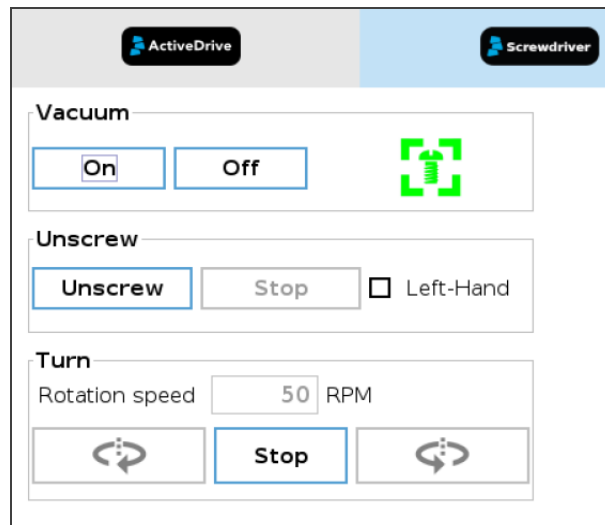 ActiveDrive
Screwdriver
Vacuum
On
Off
Unscrew
Unscrew
Stop
Left-Hand
Turn
Rotation speed
50
RPM
Stop